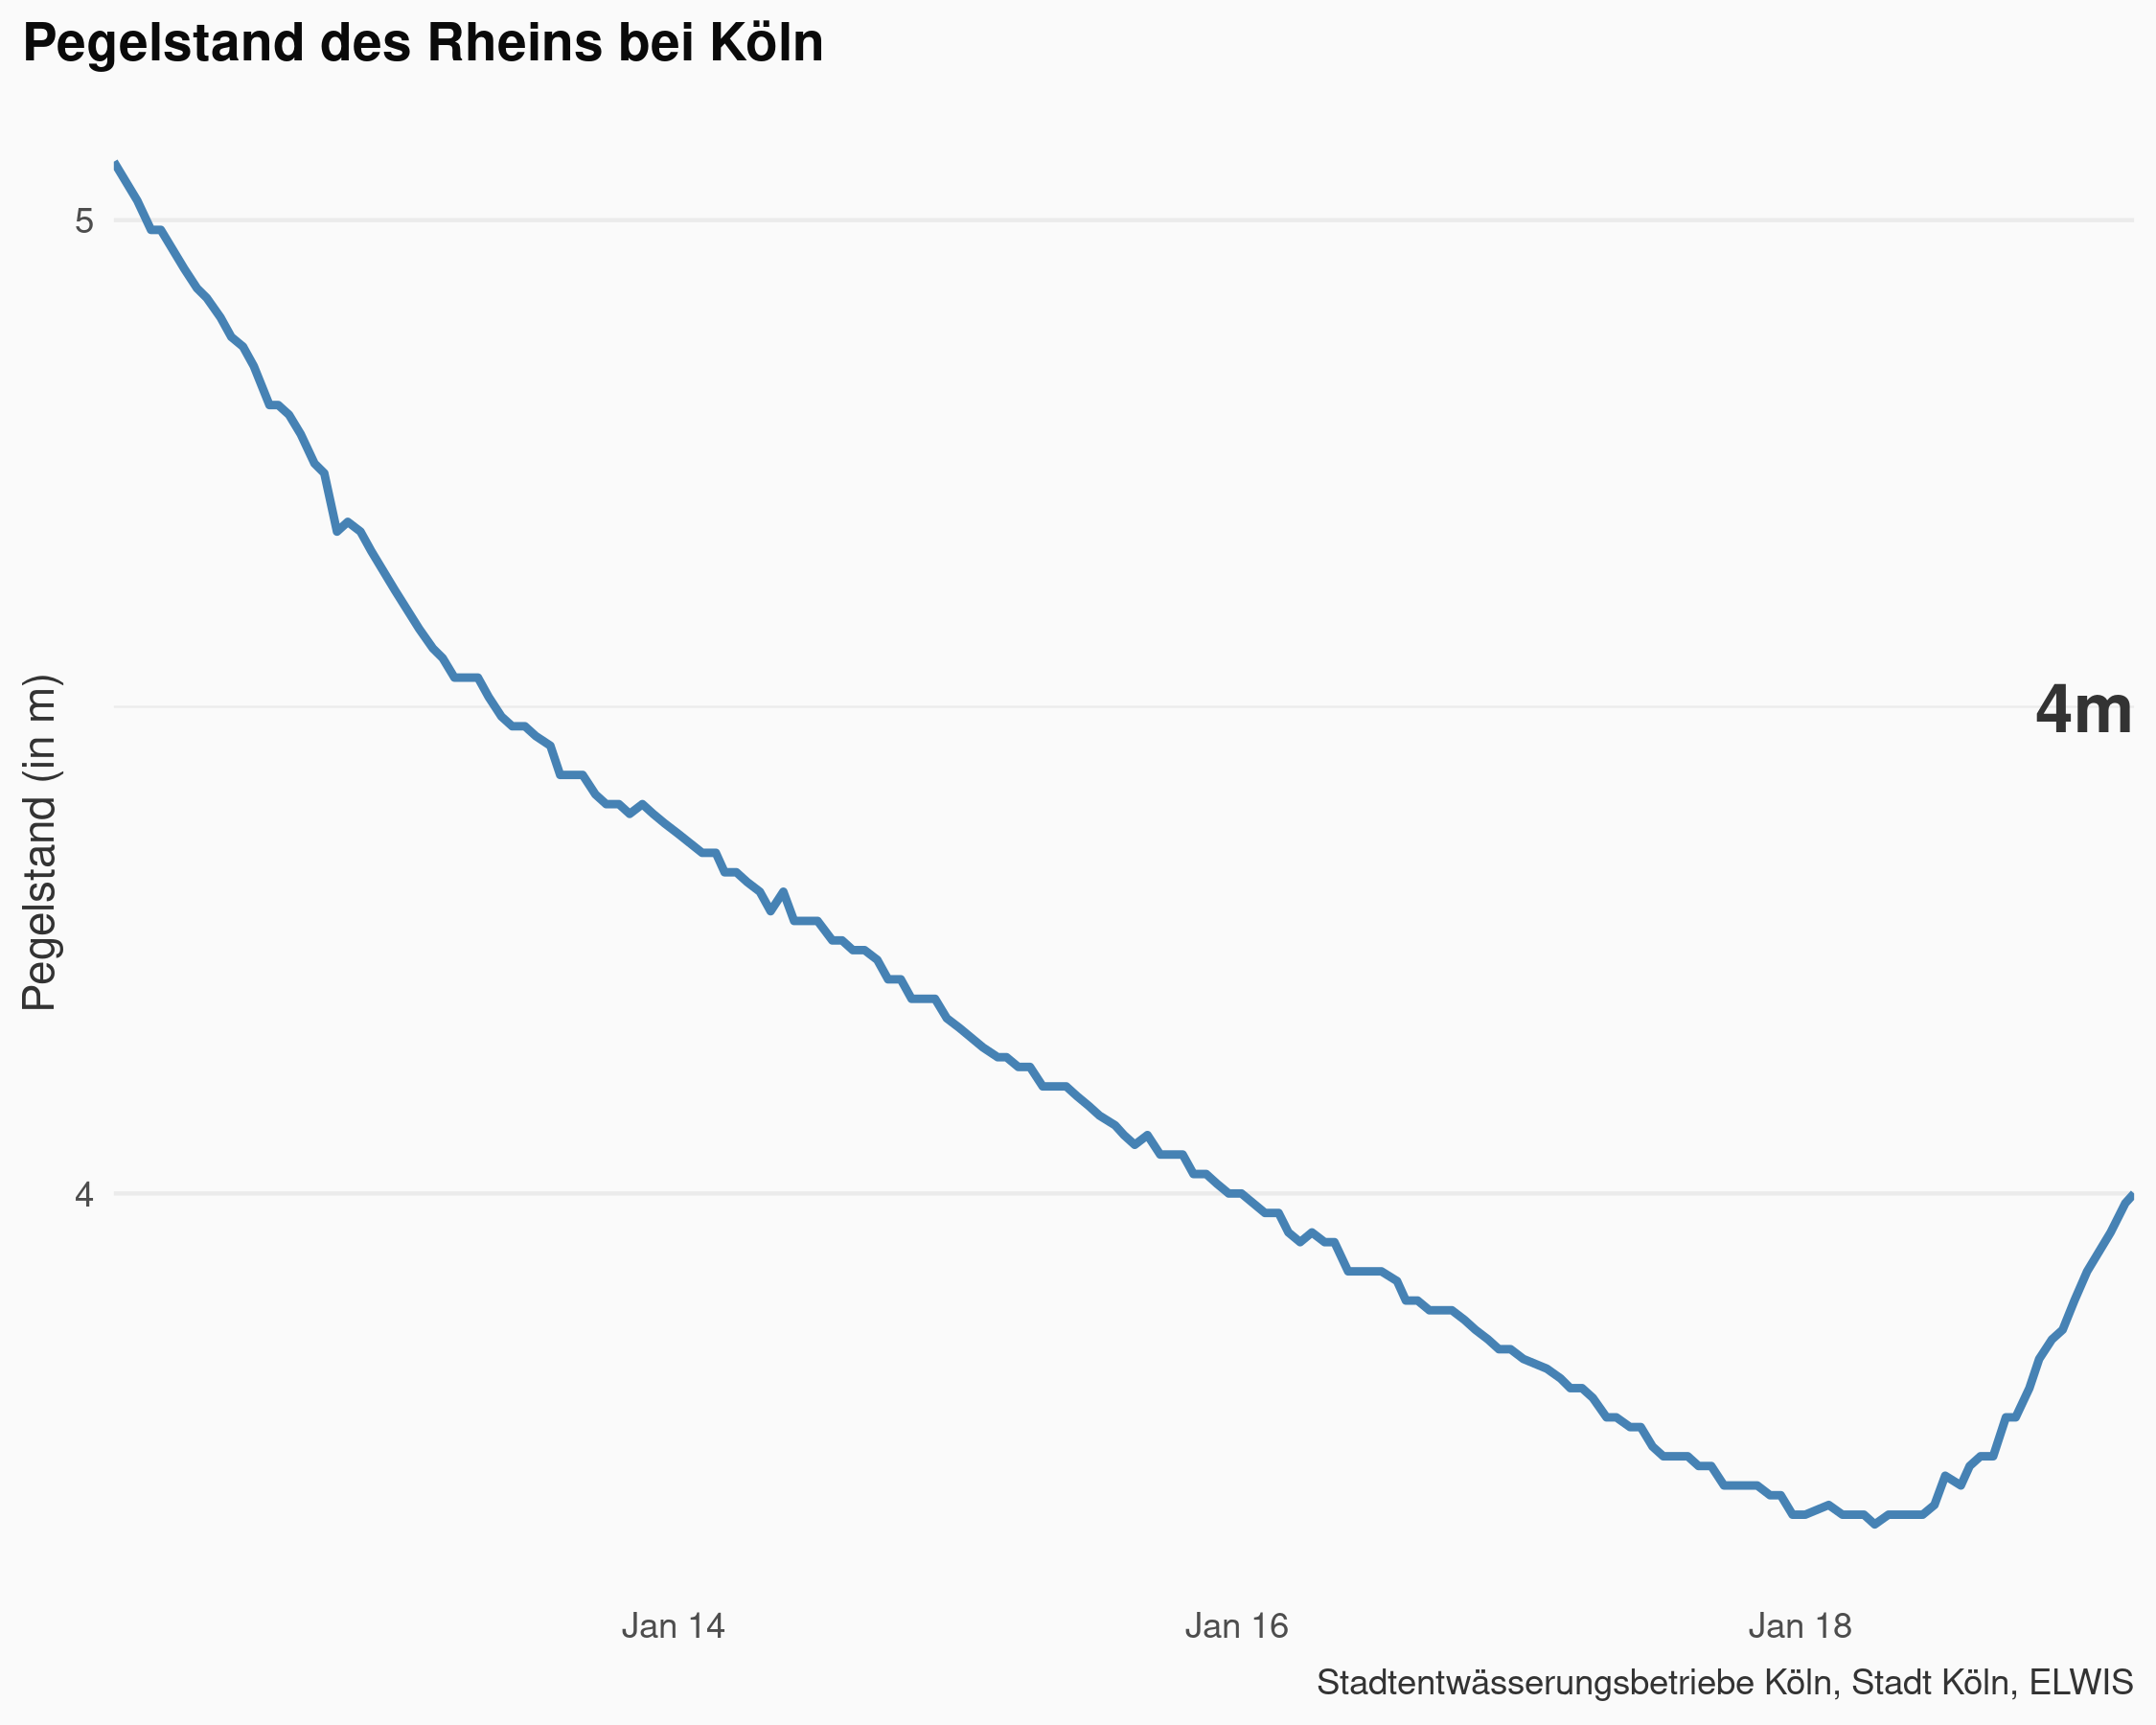 Pegelstand des Rheins bei Köln
Pegelstand (in m)
5
4m
4
Jan 14
Jan 16
Jan 18
Stadtentwässerungsbetriebe Köln, Stadt Köln, ELWIS